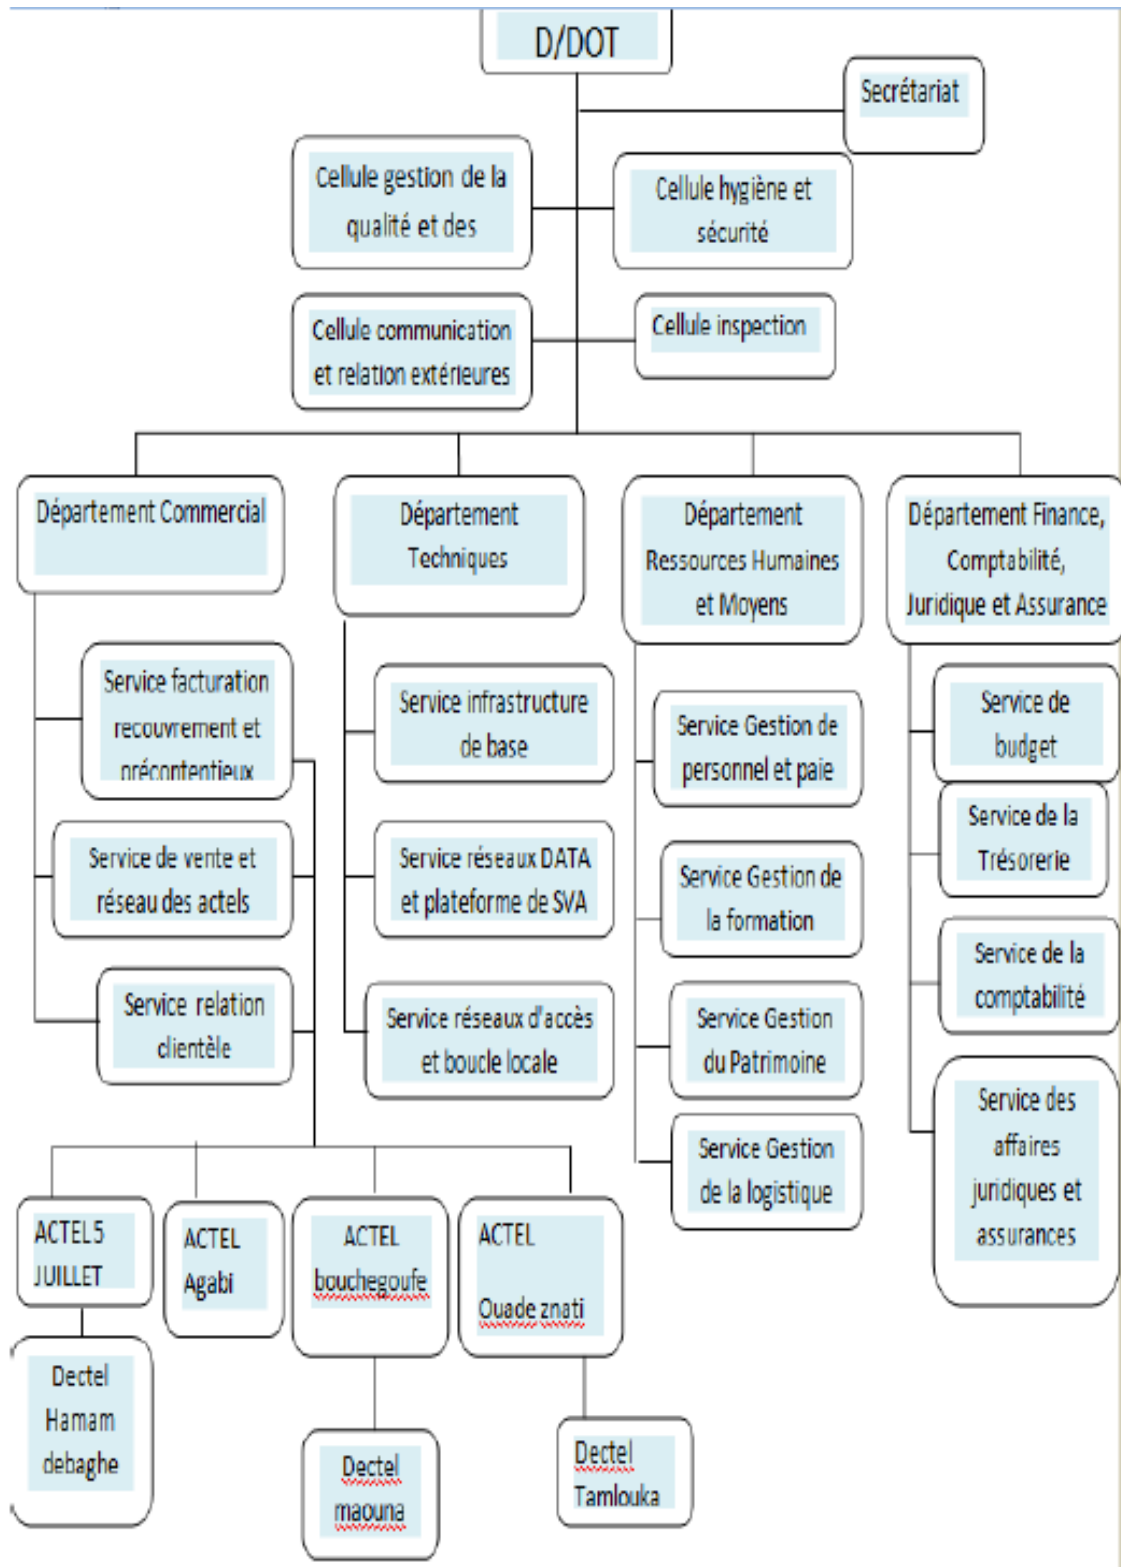 D/DOT
Secrétariat
Cellule gestion de la
qualité et des
Cellule hygiène et
sécurité
Cellule communication
et relation extérieures
Cellule inspection
Département Commercial
Département
Techniques
Département
Ressources Humaines
et Moyens
Département Finance,
Comptabilité,
Juridique et Assurance
Service facturation
recouvrement et
précontentieux
Service de vente et
réseau des actels
Service relation
clientèle
Service infrastructure
de base
Service réseaux DATA
et plateforme de SVA
Service réseaux d'accès
et boucle locale
Service Gestion de
personnel et paie
Service Gestion de
la formation
Service Gestion
du Patrimoine
Service Gestion
de la logistique
Service de
budget
Service de la
Trésorerie
Service de la
comptabilité
Service des
affaires
juridiques et
assurances
ACTEL 5
JUILLET
ACTEL
Agabi
ACTEL
bouchegoufe
ACTEL
Ouade znati
Dectel
Hamam
debaghe
Dectel
maouna
Dectel
Tamlouka